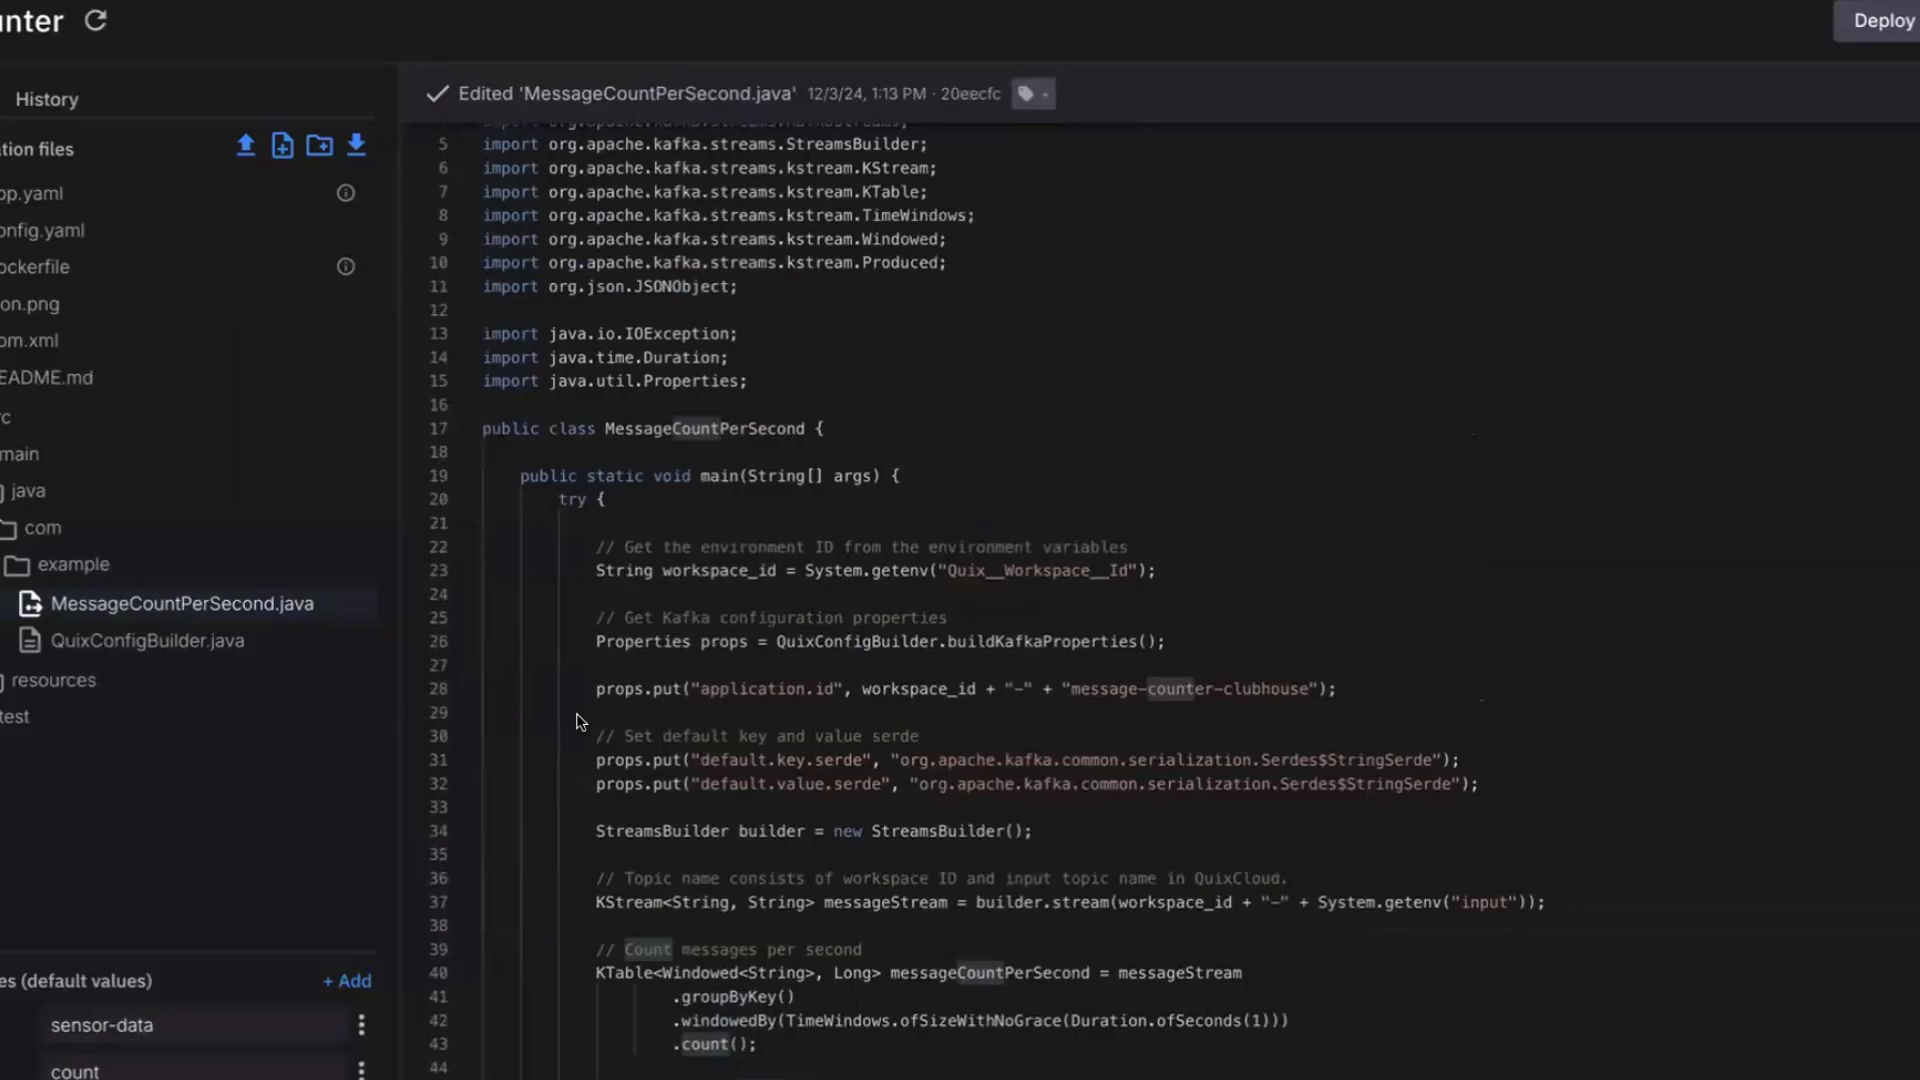 unter
Deploy
History
Edited 'MessageCountPerSecond.java' 12/3/24, 1:13 PM · 20eecfc
tion files
pp.yaml
onfig.yaml
ockerfile
on.png
om.xml
EADME.md
rc
main
java
com
example
MessageCountPerSecond.java
QuixConfigBuilder.java
resources
test
es (default values)
+ Add
sensor-data
count
import org.apache.kafka.streams.KafkaStreams;
5 import org.apache.kafka.streams.StreamsBuilder;
6 import org.apache.kafka.streams.kstream.KStream;
7 import org.apache.kafka.streams.kstream.KTable;
8 import org.apache.kafka.streams.kstream.TimeWindows;
9 import org.apache.kafka.streams.kstream.Windowed;
10 import org.apache.kafka.streams.kstream.Produced;
11 import org.json.JSONObject;
12
13 import java.io.IOException;
14 import java.time.Duration;
15 import java.util.Properties;
16
17 public class MessageCountPerSecond {
18
19 public static void main(String[] args) {
20 try {
21
22 // Get the environment ID from the environment variables
23 String workspace_id = System.getenv("Quix__Workspace__Id");
24
25 // Get Kafka configuration properties
26 Properties props = QuixConfigBuilder.buildKafkaProperties();
27
28 props.put("application.id", workspace_id + "-" + "message-counter-clubhouse");
29
30 // Set default key and value serde
31 props.put("default.key.serde", "org.apache.kafka.common.serialization.Serdes$StringSerde");
32 props.put("default.value.serde", "org.apache.kafka.common.serialization.Serdes$StringSerde");
33
34 StreamsBuilder builder = new StreamsBuilder();
35
36 // Topic name consists of workspace ID and input topic name in QuixCloud.
37 KStream<String, String> messageStream = builder.stream(workspace_id + "-" + System.getenv("input"));
38
39 // Count messages per second
40 KTable<Windowed<String>, Long> messageCountPerSecond = messageStream
41 .groupByKey()
42 .windowedBy(TimeWindows.ofSizeWithNoGrace(Duration.ofSeconds(1)))
43 .count();
44